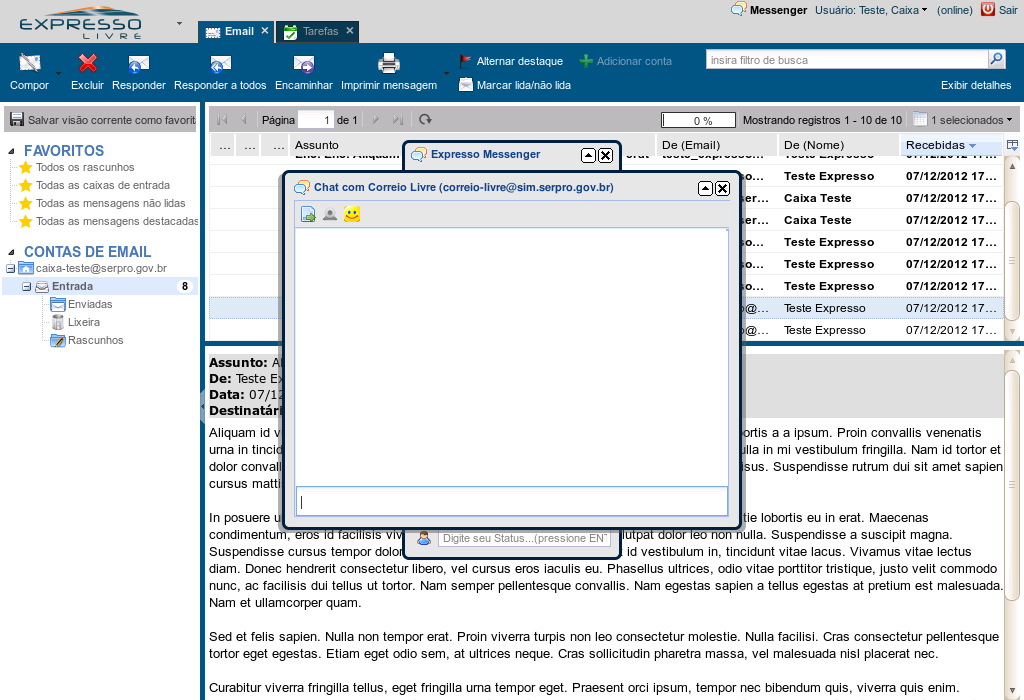 EXPRESSO
LIVRE
Email
Tarefas
Messenger
Usuário: Teste, Caixa
(online)
Sair
Compor
Excluir
Responder
Responder a todos
Encaminhar
Imprimir mensagem
Alternar destaque
Marcar lida/não lida
Adicionar conta
insira filtro de busca
Exibir detalhes
Salvar visão corrente como favorit
FAVORITOS
Todos os rascunhos
Todas as caixas de entrada
Todas as mensagens não lidas
Todas as mensagens destacadas
CONTAS DE EMAIL
caixa-teste@serpro.gov.br
Entrada 8
Enviadas
Lixeira
Rascunhos
Página 1 de 1
0 %
Mostrando registros 1 - 10 de 10
1 selecionados
... ... ... Assunto De (Email) De (Nome) Recebidas
Teste Expresso 07/12/2012 17...
o... Teste Expresso 07/12/2012 17...
ser... Caixa Teste 07/12/2012 17...
ser... Caixa Teste 07/12/2012 17...
o... Teste Expresso 07/12/2012 17...
o... Teste Expresso 07/12/2012 17...
o... Teste Expresso 07/12/2012 17...
o@... Teste Expresso 07/12/2012 17...
o@... Teste Expresso 07/12/2012 17...
Expresso Messenger
Chat com Correio Livre (correio-livre@sim.serpro.gov.br)
Digite seu Status...(pressione EN
Assunto: A
De: Teste Ex
Data: 07/12
Destinatári
Aliquam id v ortis a a ipsum. Proin convallis venenatis
urna in tincid ulla in mi vestibulum fringilla. Nam id tortor et
dolor convall isus. Suspendisse rutrum dui sit amet sapien
cursus matti
In posuere u tie lobortis eu in erat. Maecenas
condimentum, eros id facilisis viv lutpat dolor leo non nulla. Suspendisse a suscipit magna.
Suspendisse cursus tempor dolor id vestibulum in, tincidunt vitae lacus. Vivamus vitae lectus
diam. Donec hendrerit consectetur libero, vel cursus eros iaculis eu. Phasellus ultrices, odio vitae porttitor tristique, justo velit commodo
nunc, ac facilisis dui tellus ut tortor. Nam semper pellentesque convallis. Nam egestas sapien a tellus egestas at pretium est malesuada.
Nam et ullamcorper quam.
Sed et felis sapien. Nulla non tempor erat. Proin viverra turpis non leo consectetur molestie. Nulla facilisi. Cras consectetur pellentesque
tortor eget egestas. Etiam eget odio sem, at ultrices neque. Cras sollicitudin pharetra massa, vel malesuada nisl placerat nec.
Curabitur viverra fringilla tellus, eget fringilla urna tempor eget. Praesent orci ipsum, tempor nec bibendum quis, viverra quis enim.